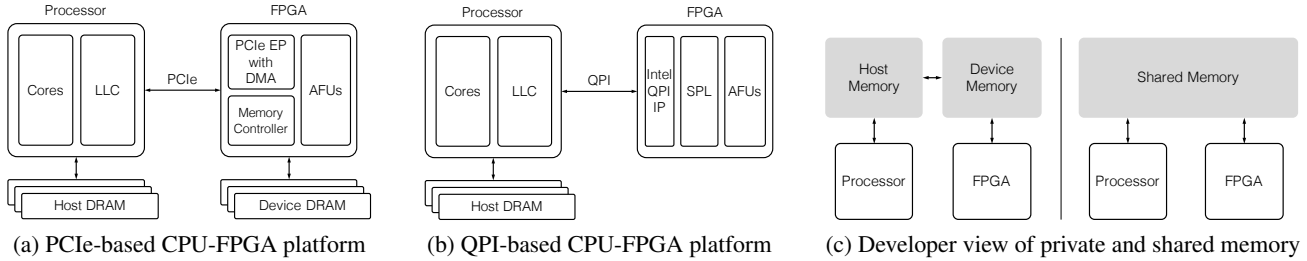 Processor
FPGA
Cores
LLC
PCIe
PCIe EP
with
DMA
Memory
Controller
AFUs
Host DRAM
Device DRAM
(a) PCIe-based CPU-FPGA platform
Processor
FPGA
Cores
LLC
QPI
Intel
QPI
IP
SPL
AFUs
Host DRAM
(b) QPI-based CPU-FPGA platform
Host
Memory
Device
Memory
Processor
FPGA
Shared Memory
Processor
FPGA
(c) Developer view of private and shared memory